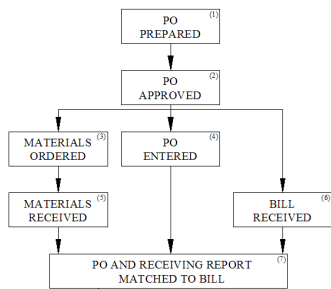 (1)
PO
PREPARED
(2)
PO
APPROVED
(3)
MATERIALS
ORDERED
(4)
PO
ENTERED
(5)
MATERIALS
RECEIVED
(6)
BILL
RECEIVED
(7)
PO AND RECEIVING REPORT
MATCHED TO BILL